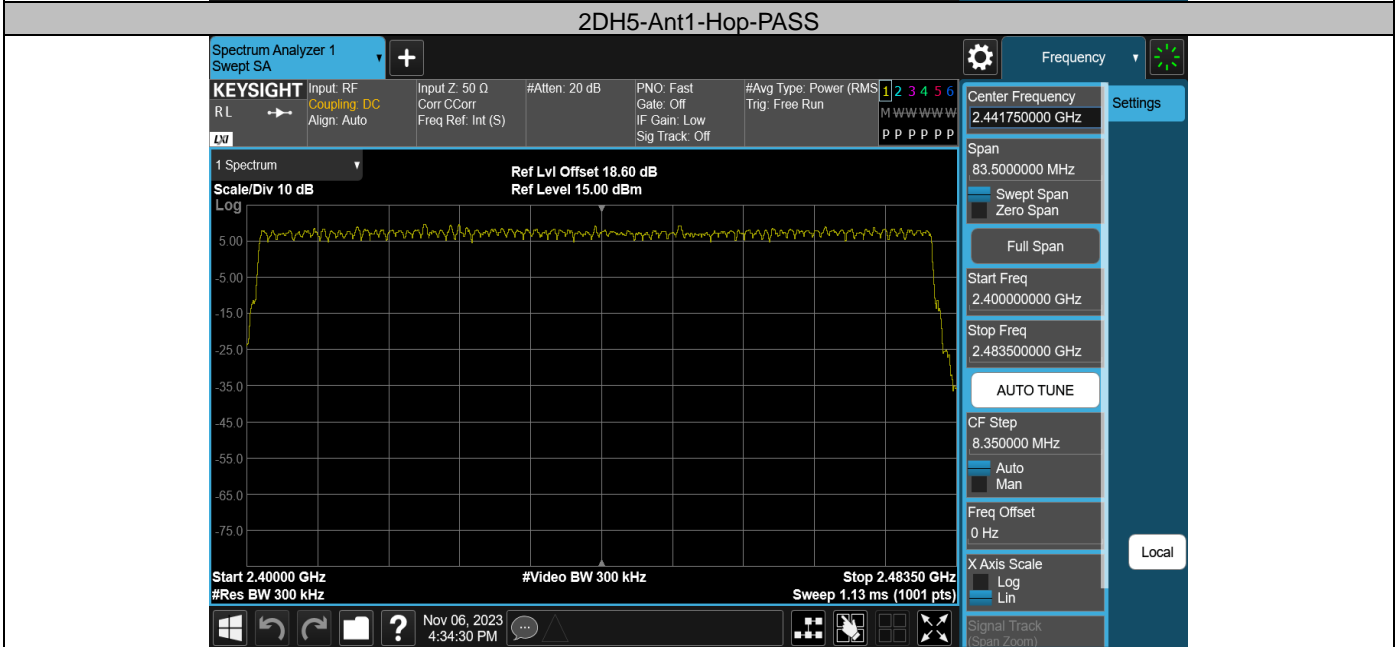 2DH5-Ant1-Hop-PASS
Spectrum Analyzer 1
Swept SA
Frequency
KEYSIGHT
RL
LXI
Input: RF
Coupling: DC
Align: Auto
Input Z: 50 Ω
Corr CCorr
Freq Ref: Int (S)
#Atten: 20 dB
PNO: Fast
Gate: Off
IF Gain: Low
Sig Track: Off
#Avg Type: Power (RMS
Trig: Free Run
1 2 3 4 5 6
M W W W W W
P P P P P P
1 Spectrum
Scale/Div 10 dB
Ref Lvl Offset 18.60 dB
Ref Level 15.00 dBm
Log
5.00
-5.00
-15.0
-25.0
-35.0
-45.0
-55.0
-65.0
-75.0
Start 2.40000 GHz
#Video BW 300 kHz
Stop 2.48350 GHz
#Res BW 300 kHz
Sweep 1.13 ms (1001 pts)
Center Frequency
2.441750000 GHz
Settings
Span
83.5000000 MHz
Swept Span
Zero Span
Full Span
Start Freq
2.400000000 GHz
Stop Freq
2.483500000 GHz
AUTO TUNE
CF Step
8.350000 MHz
Auto
Man
Freq Offset
0 Hz
Local
X Axis Scale
Log
Lin
Signal Track
(Span Zoom)
?
Nov 06, 2023
4:34:30 PM